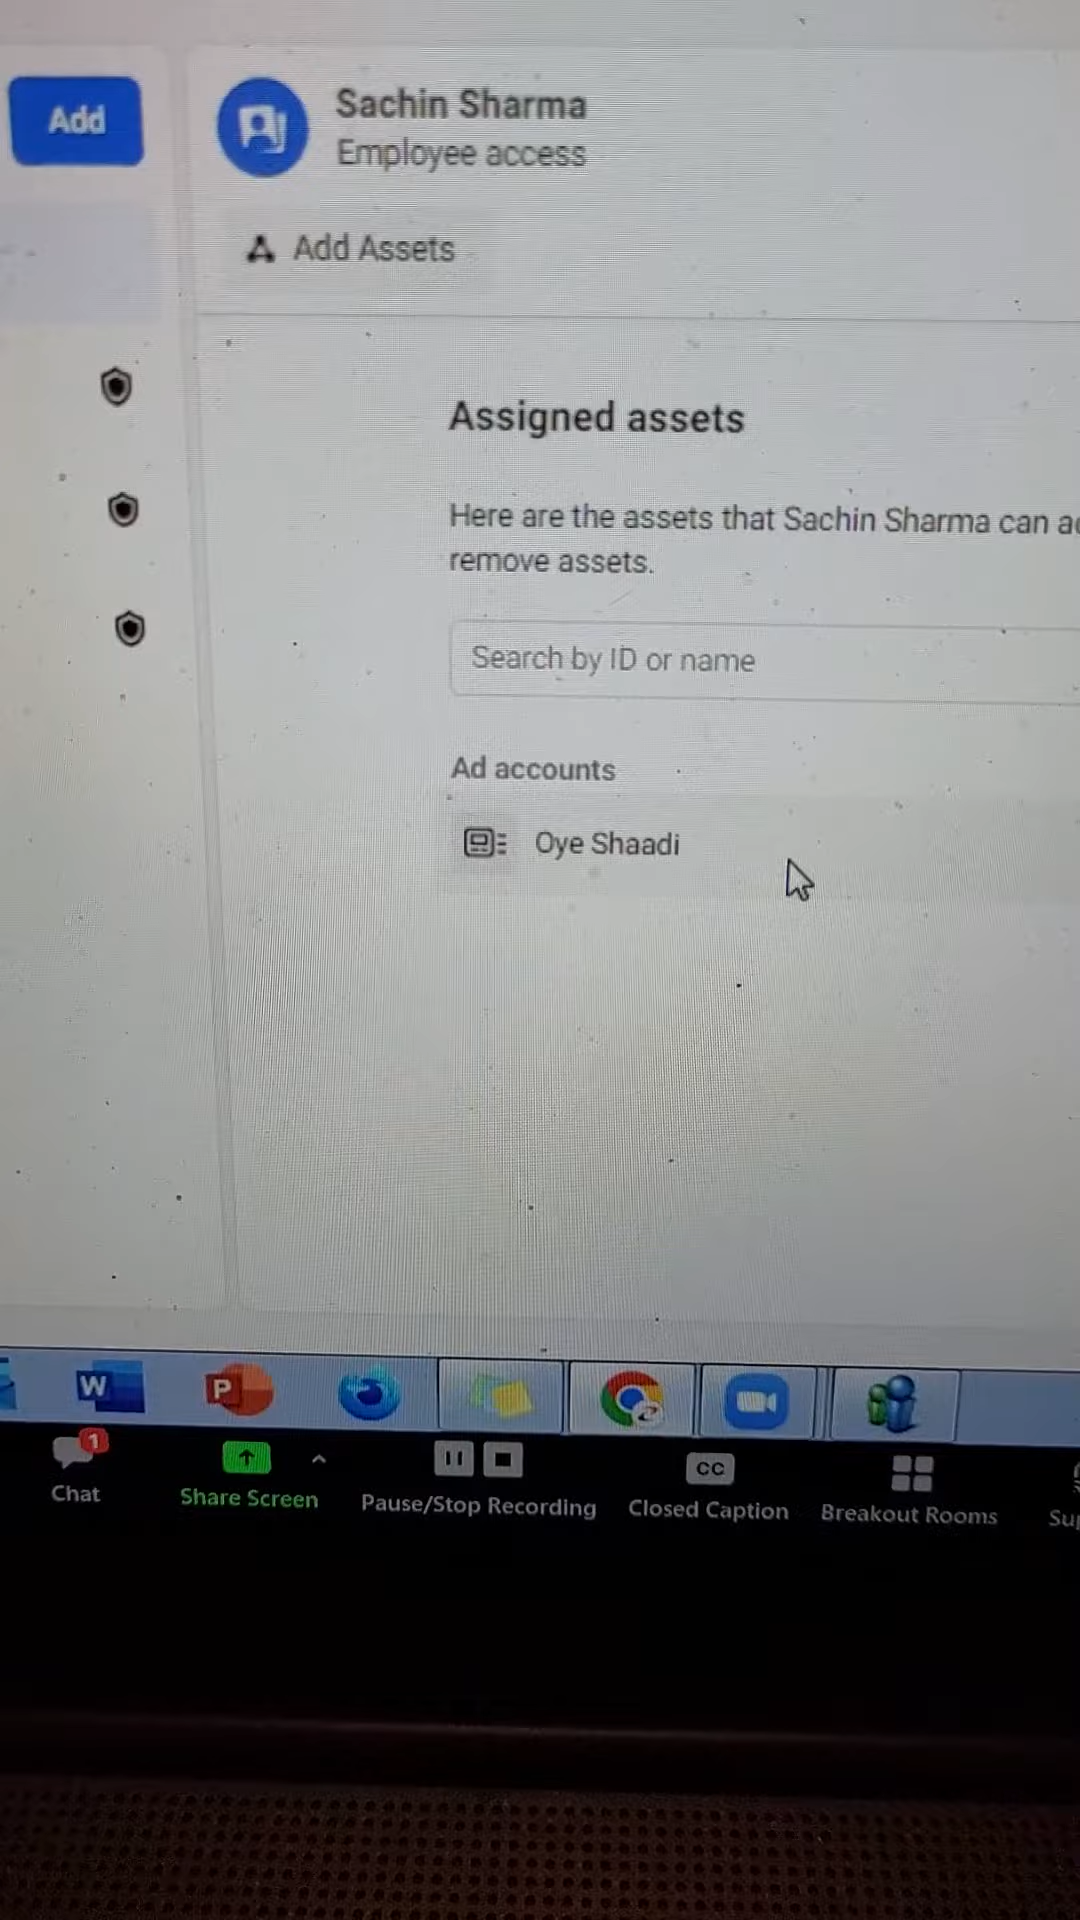 Add
Sachin Sharma
Employee access
Add Assets
Assigned assets
Here are the assets that Sachin Sharma can
remove assets.
Search by ID or name
Ad accounts
Oye Shaadi
W
P
1
Chat
Share Screen
Pause/Stop Recording
CC
Closed Caption
Breakout Rooms